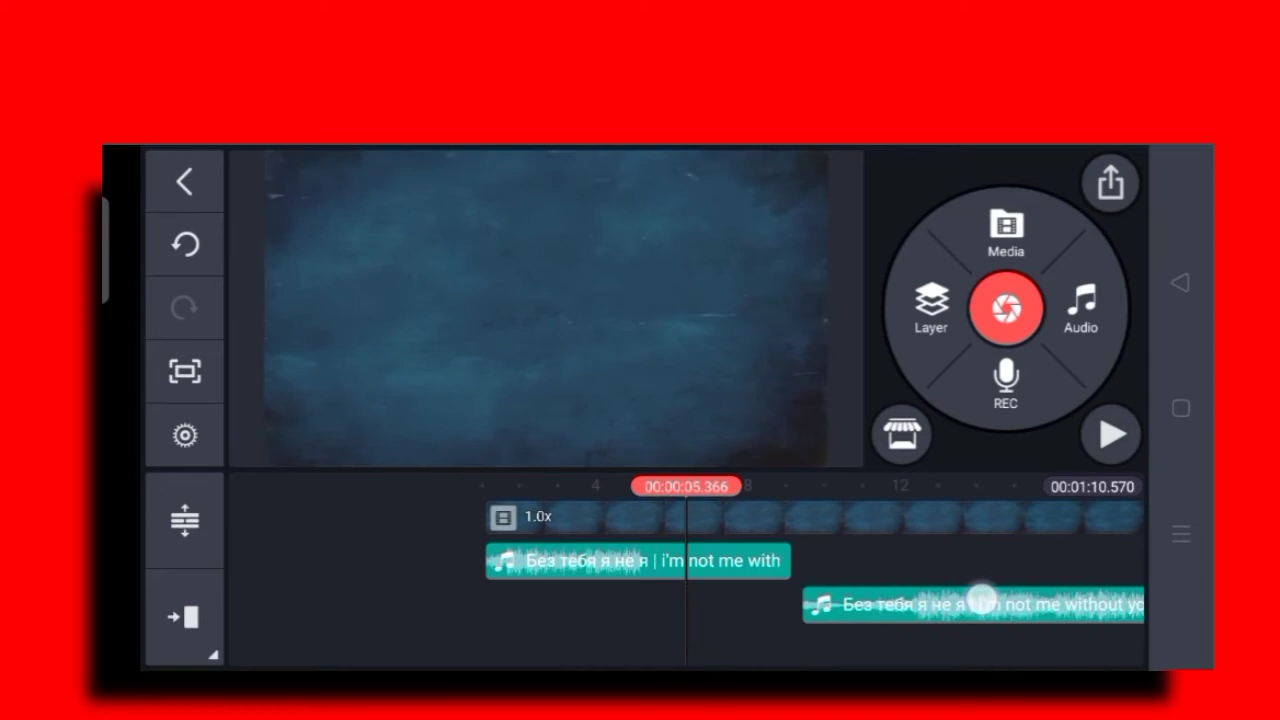 Media
Layer
Audio
REC
4
00:00:05.366
8
12
00:01:10.570
1.0x
Без тебя я не я | i'm not me with
Без тебя я не я | i'm not me without yo